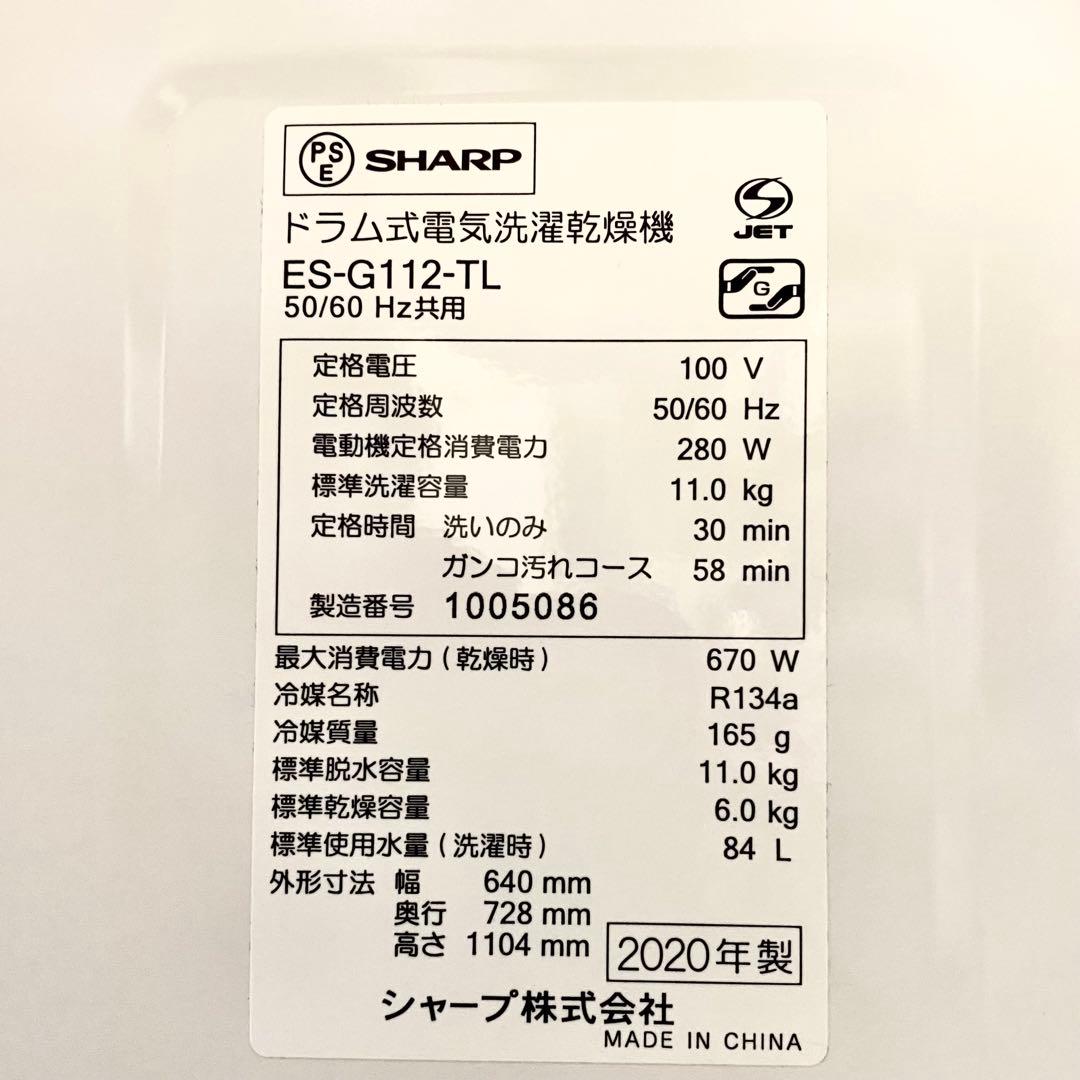 PSE SHARP
JET
ドラム式電気洗濯乾燥機
ES-G112-TL
G
50/60 Hz共用
定格電圧 100 V
定格周波数 50/60 Hz
電動機定格消費電力 280 W
標準洗濯容量 11.0 kg
定格時間 洗いのみ 30 min
ガンコ汚れコース 58 min
製造番号 1005086
最大消費電力(乾燥時) 670 W
冷媒名称 R134a
冷媒質量 165 g
標準脱水容量 11.0 kg
標準乾燥容量 6.0 kg
標準使用水量(洗濯時) 84 L
外形寸法 幅 640 mm
奥行 728 mm
高さ 1104 mm
2020年製
シャープ株式会社
MADE IN CHINA